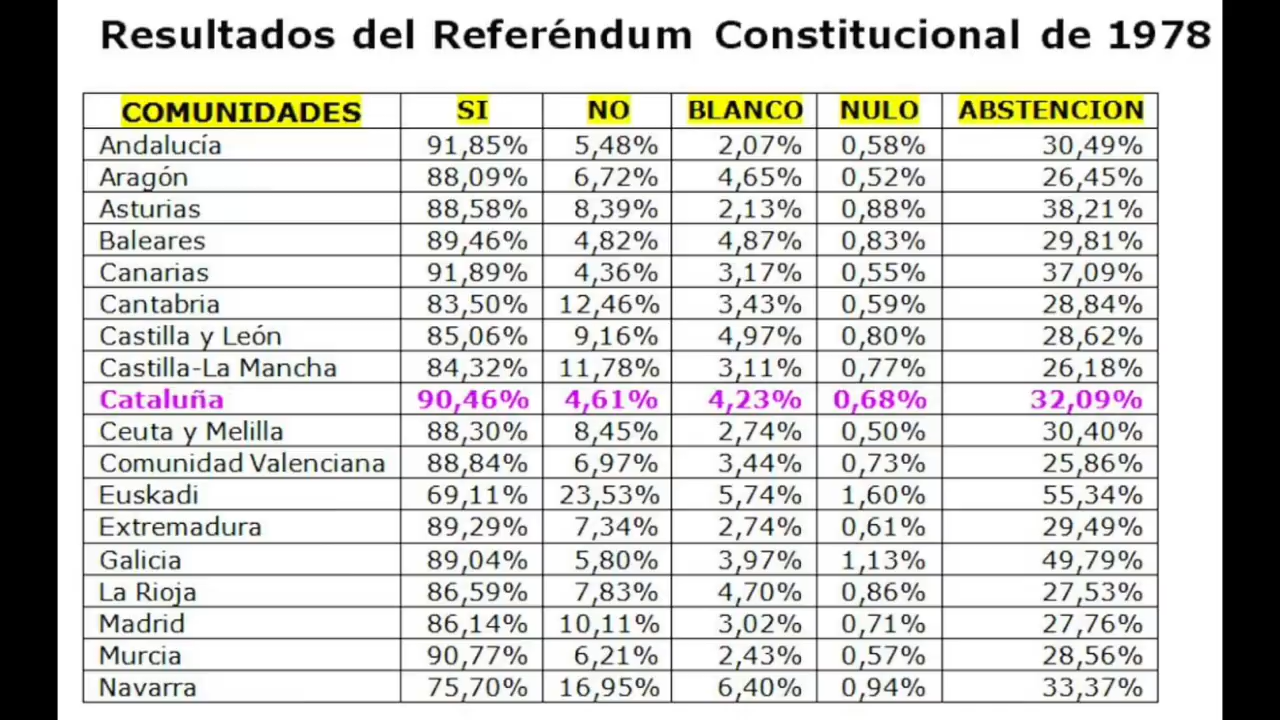 Resultados del Referéndum Constitucional de 1978
COMUNIDADES SI NO BLANCO NULO ABSTENCION
Andalucía 91,85% 5,48% 2,07% 0,58% 30,49%
Aragón 88,09% 6,72% 4,65% 0,52% 26,45%
Asturias 88,58% 8,39% 2,13% 0,88% 38,21%
Baleares 89,46% 4,82% 4,87% 0,83% 29,81%
Canarias 91,89% 4,36% 3,17% 0,55% 37,09%
Cantabria 83,50% 12,46% 3,43% 0,59% 28,84%
Castilla y León 85,06% 9,16% 4,97% 0,80% 28,62%
Castilla-La Mancha 84,32% 11,78% 3,11% 0,77% 26,18%
Cataluña 90,46% 4,61% 4,23% 0,68% 32,09%
Ceuta y Melilla 88,30% 8,45% 2,74% 0,50% 30,40%
Comunidad Valenciana 88,84% 6,97% 3,44% 0,73% 25,86%
Euskadi 69,11% 23,53% 5,74% 1,60% 55,34%
Extremadura 89,29% 7,34% 2,74% 0,61% 29,49%
Galicia 89,04% 5,80% 3,97% 1,13% 49,79%
La Rioja 86,59% 7,83% 4,70% 0,86% 27,53%
Madrid 86,14% 10,11% 3,02% 0,71% 27,76%
Murcia 90,77% 6,21% 2,43% 0,57% 28,56%
Navarra 75,70% 16,95% 6,40% 0,94% 33,37%